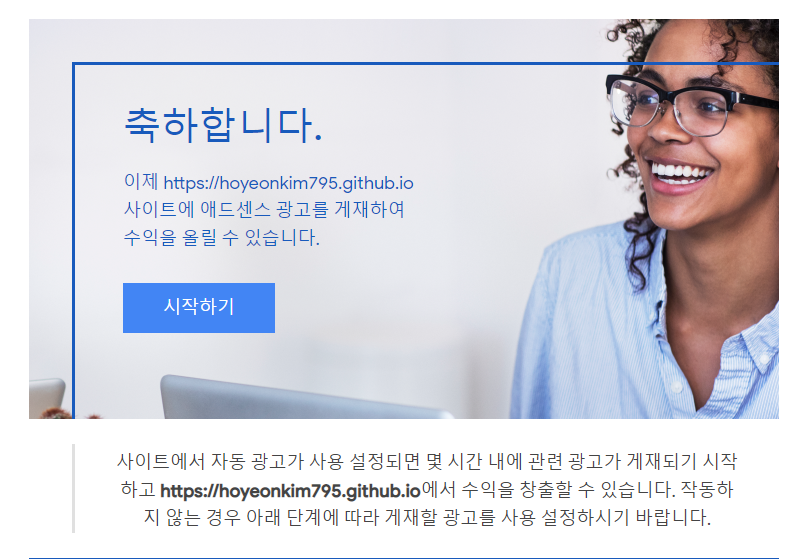 축하합니다.
이제 https://hoyeonkim795.github.io
사이트에 애드센스 광고를 게재하여
수익을 올릴 수 있습니다.
시작하기
사이트에서 자동 광고가 사용 설정되면 몇 시간 내에 관련 광고가 게재되기 시작
하고 https://hoyeonkim795.github.io에서 수익을 창출할 수 있습니다. 작동하
지 않는 경우 아래 단계에 따라 게재할 광고를 사용 설정하시기 바랍니다.